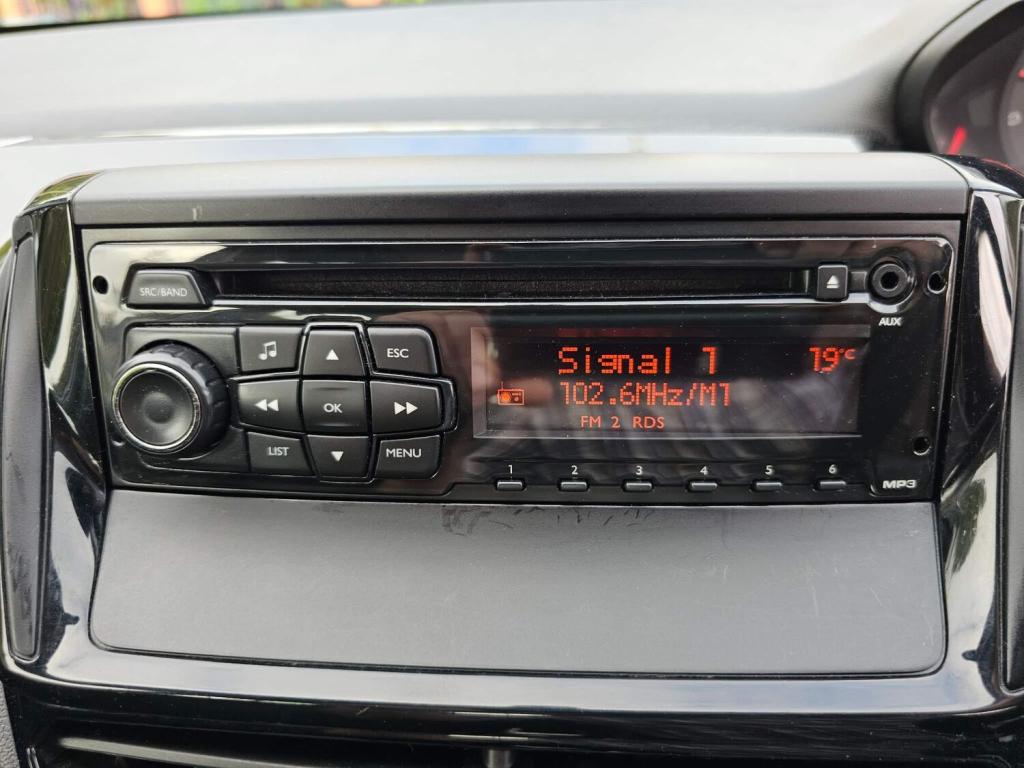 SRC/BAND
AUX
ESC
OK
LIST
MENU
Signal 1
19°C
102.6MHz/M1
FM 2 RDS
1 2 3 4 5 6
MP3